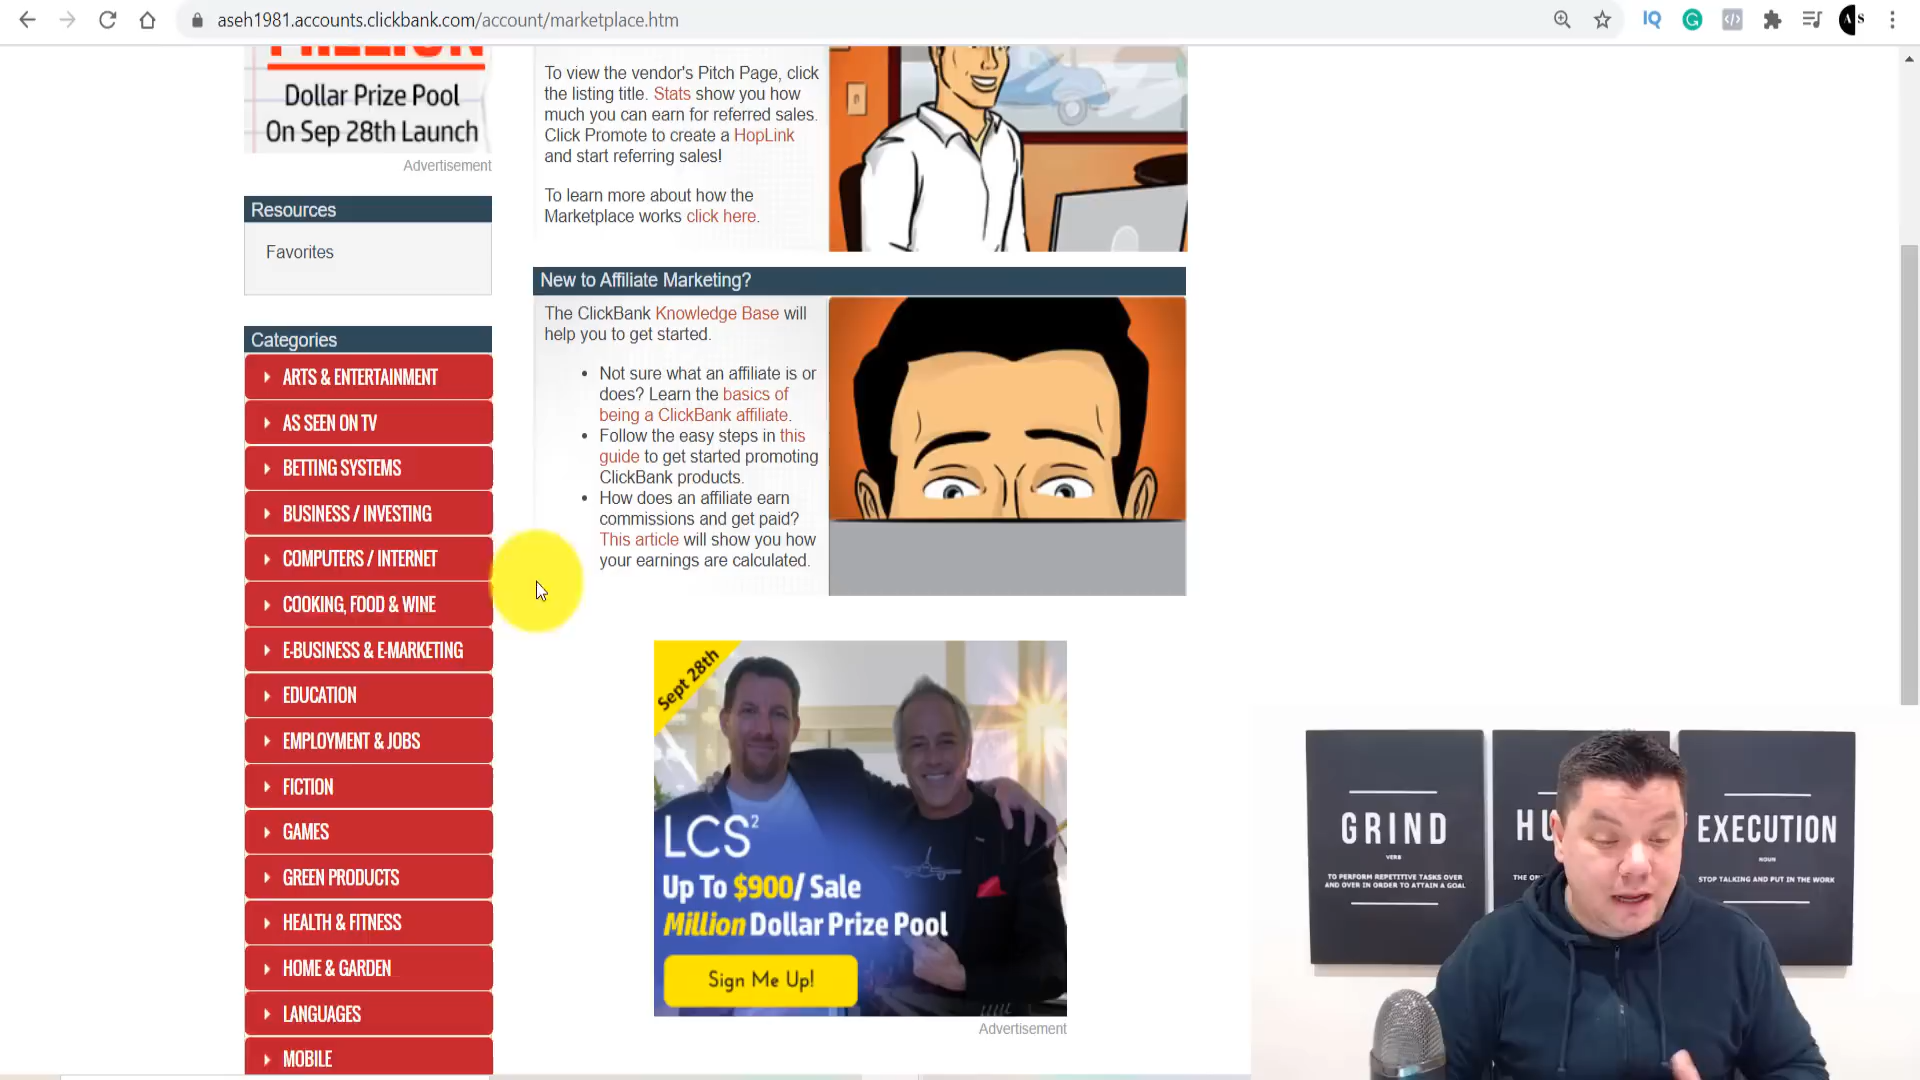 aseh1981.accounts.clickbank.com/account/marketplace.htm
Dollar Prize Pool
On Sep 28th Launch
Advertisement
Resources
Favorites
Categories
ARTS & ENTERTAINMENT
AS SEEN ON TV
BETTING SYSTEMS
BUSINESS / INVESTING
COMPUTERS / INTERNET
COOKING, FOOD & WINE
E-BUSINESS & E-MARKETING
EDUCATION
EMPLOYMENT & JOBS
FICTION
GAMES
GREEN PRODUCTS
HEALTH & FITNESS
HOME & GARDEN
LANGUAGES
MOBILE
To view the vendor's Pitch Page, click
the listing title. Stats show you how
much you can earn for referred sales.
Click Promote to create a HopLink
and start referring sales!
To learn more about how the
Marketplace works click here.
New to Affiliate Marketing?
The ClickBank Knowledge Base will
help you to get started.
• Not sure what an affiliate is or
does? Learn the basics of
being a ClickBank affiliate.
• Follow the easy steps in this
guide to get started promoting
ClickBank products.
• How does an affiliate earn
commissions and get paid?
This article will show you how
your earnings are calculated.
Sept 28th
LCS²
Up To $900/ Sale
Million Dollar Prize Pool
Sign Me Up!
Advertisement
GRIND
VERB
TO PERFORM REPETITIVE TASKS OVER
AND OVER IN ORDER TO ATTAIN A GOAL
EXECUTION
NOUN
STOP TALKING AND PUT IN THE WORK